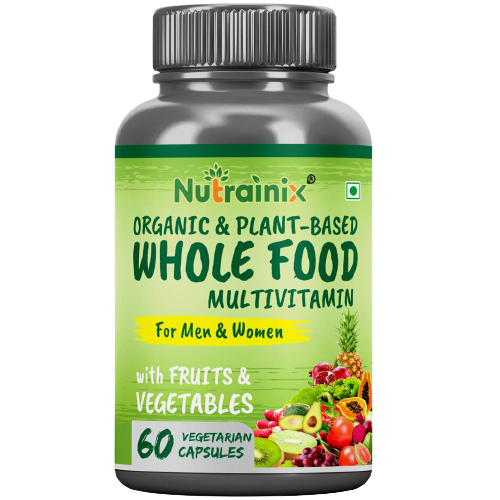 Nutrainix®
ORGANIC & PLANT-BASED
WHOLE FOOD
MULTIVITAMIN
For Men & Women
with FRUITS &
VEGETABLES
60 VEGETARIAN
CAPSULES